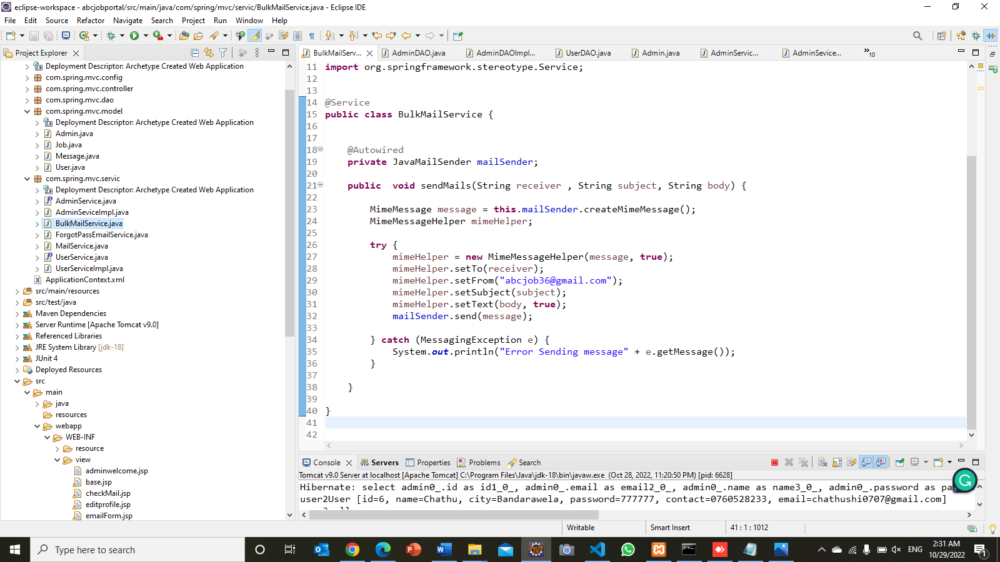 eclipse-workspace - abcjobportal/src/main/java/com/spring/mvc/servic/BulkMailService.java - Eclipse IDE
File Edit Source Refactor Navigate Search Project Run Window Help
Project Explorer
Deployment Descriptor: Archetype Created Web Application
com.spring.mvc.config
com.spring.mvc.controller
com.spring.mvc.dao
com.spring.mvc.model
Deployment Descriptor: Archetype Created Web Application
Admin.java
Job.java
Message.java
User.java
com.spring.mvc.servic
Deployment Descriptor: Archetype Created Web Application
AdminService.java
AdminSeviceImpl.java
BulkMailService.java
ForgotPassEmailService.java
MailService.java
UserService.java
UserServiceImpl.java
ApplicationContext.xml
src/main/resources
src/test/java
Maven Dependencies
Server Runtime [Apache Tomcat v9.0]
Referenced Libraries
JRE System Library [jdk-18]
JUnit 4
Deployed Resources
src
main
java
resources
webapp
WEB-INF
resource
view
adminwelcome.jsp
base.jsp
checkMail.jsp
editprofile.jsp
emailForm.jsp
BulkMailServ... AdminDAO.java AdminDAOImpl... UserDAO.java Admin.java AdminServic... AdminSevice... »10
11 import org.springframework.stereotype.Service;
12
13
14 @Service
15 public class BulkMailService {
16
17
18 @Autowired
19 private JavaMailSender mailSender;
20
21 public void sendMails(String receiver , String subject, String body) {
22
23 MimeMessage message = this.mailSender.createMimeMessage();
24 MimeMessageHelper mimeHelper;
25
26 try {
27 mimeHelper = new MimeMessageHelper(message, true);
28 mimeHelper.setTo(receiver);
29 mimeHelper.setFrom("abcjob36@gmail.com");
30 mimeHelper.setSubject(subject);
31 mimeHelper.setText(body, true);
32 mailSender.send(message);
33
34 } catch (MessagingException e) {
35 System.out.println("Error Sending message" + e.getMessage());
36 }
37
38 }
39
40 }
41
42
Console Servers Properties Problems Search
Tomcat v9.0 Server at localhost [Apache Tomcat] C:\Program Files\Java\jdk-18\bin\javaw.exe (Oct 28, 2022, 11:20:50 PM) [pid: 6628]
Hibernate: select admin0_.id as id1_0_, admin0_.email as email2_0_, admin0_.name as name3_0_, admin0_.password as pa
user2User [id=6, name=Chathu, city=Bandarawela, password=777777, contact=0760528233, email=chathushi0707@gmail.com]
Writable Smart Insert 41 : 1 : 1012
Type here to search
ENG
2:31 AM
10/29/2022
1